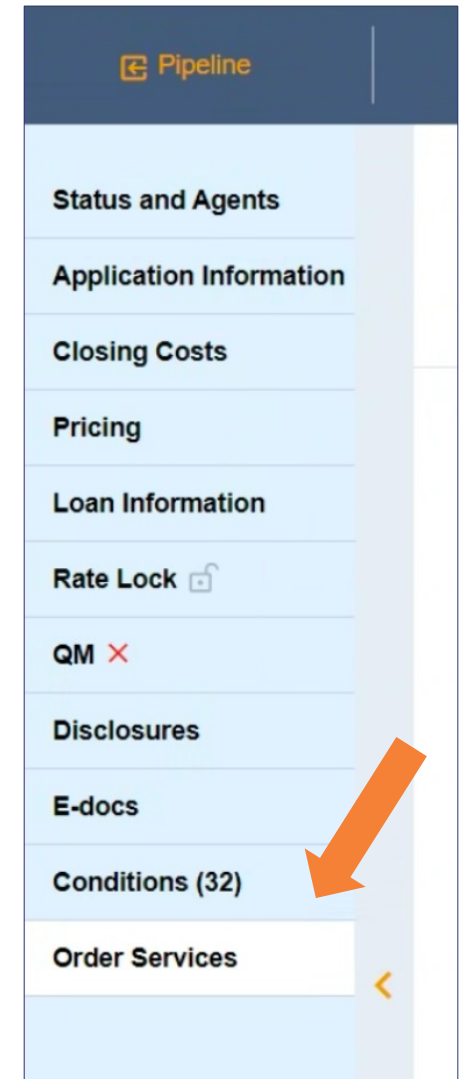 Pipeline
Status and Agents
Application Information
Closing Costs
Pricing
Loan Information
Rate Lock
QM
Disclosures
E-docs
Conditions (32)
Order Services